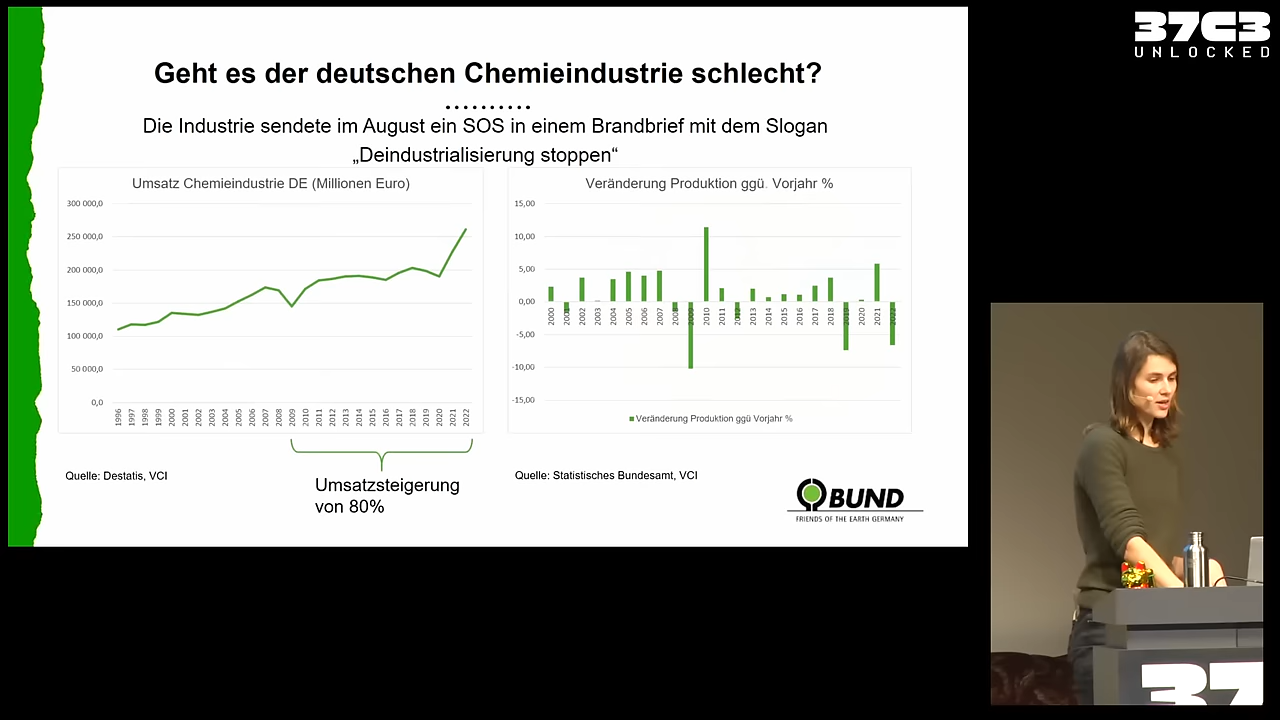 37C3
UNLOCKED
Geht es der deutschen Chemieindustrie schlecht?
Die Industrie sendete im August ein SOS in einem Brandbrief mit dem Slogan
„Deindustrialisierung stoppen“
Umsatz Chemieindustrie DE (Millionen Euro)
300 000,0
250 000,0
200 000,0
150 000,0
100 000,0
50 000,0
0,0
1996 1997 1998 1999 2000 2001 2002 2003 2004 2005 2006 2007 2008 2009 2010 2011 2012 2013 2014 2015 2016 2017 2018 2019 2020 2021 2022
Veränderung Produktion ggü. Vorjahr %
15,00
10,00
5,00
0,00
-5,00
-10,00
-15,00
2000 2001 2002 2003 2004 2005 2006 2007 2008 2009 2010 2011 2012 2013 2014 2015 2016 2017 2018 2019 2020 2021 2022
Veränderung Produktion ggü Vorjahr %
Quelle: Destatis, VCI
Umsatzsteigerung
von 80%
Quelle: Statistisches Bundesamt, VCI
BUND
FRIENDS OF THE EARTH GERMANY
37